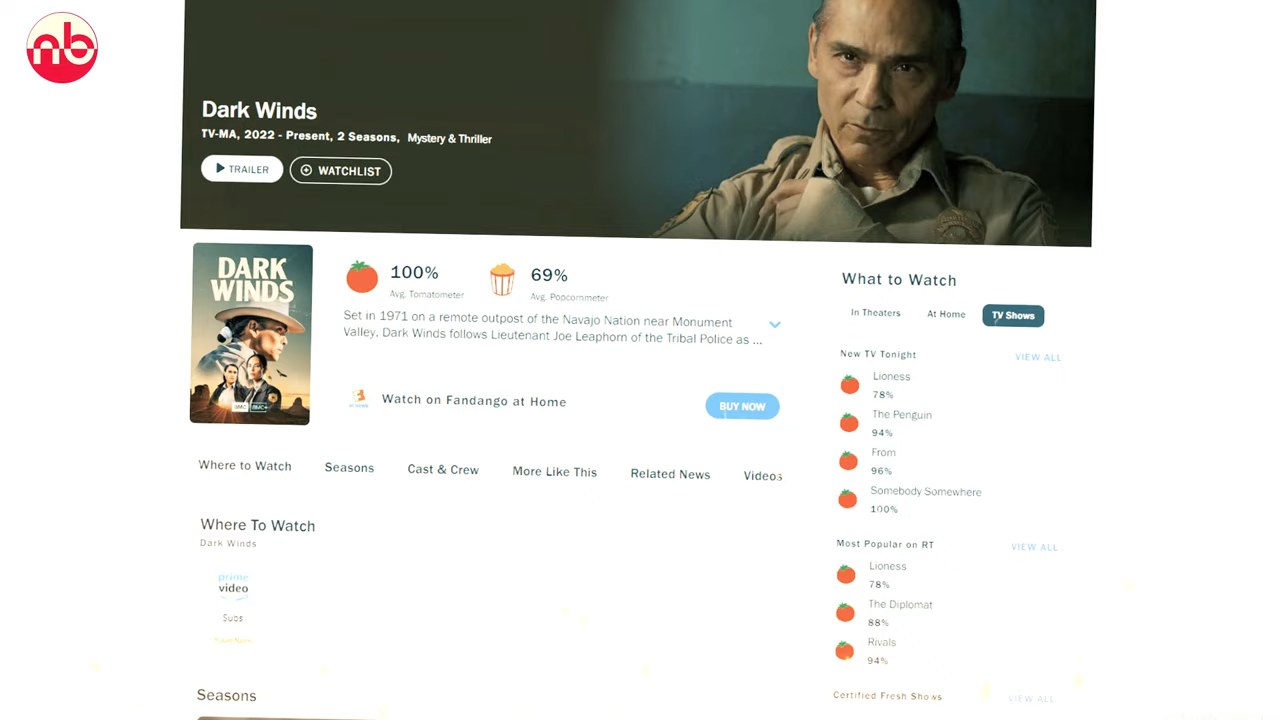 nb
Dark Winds
TV-MA, 2022 - Present, 2 Seasons, Mystery & Thriller
TRAILER
WATCHLIST
DARK
WINDS
AMC
AMC+
100%
Avg. Tomatometer
69%
Avg. Popcornmeter
Set in 1971 on a remote outpost of the Navajo Nation near Monument
Valley, Dark Winds follows Lieutenant Joe Leaphorn of the Tribal Police as ...
Watch on Fandango at Home
BUY NOW
Where to Watch
Seasons
Cast & Crew
More Like This
Related News
Videos
Where To Watch
Dark Winds
prime
video
Subs
Seasons
What to Watch
In Theaters
At Home
TV Shows
New TV Tonight
VIEW ALL
Lioness
78%
The Penguin
94%
From
96%
Somebody Somewhere
100%
Most Popular on RT
VIEW ALL
Lioness
78%
The Diplomat
88%
Rivals
94%
Certified Fresh Shows
VIEW ALL